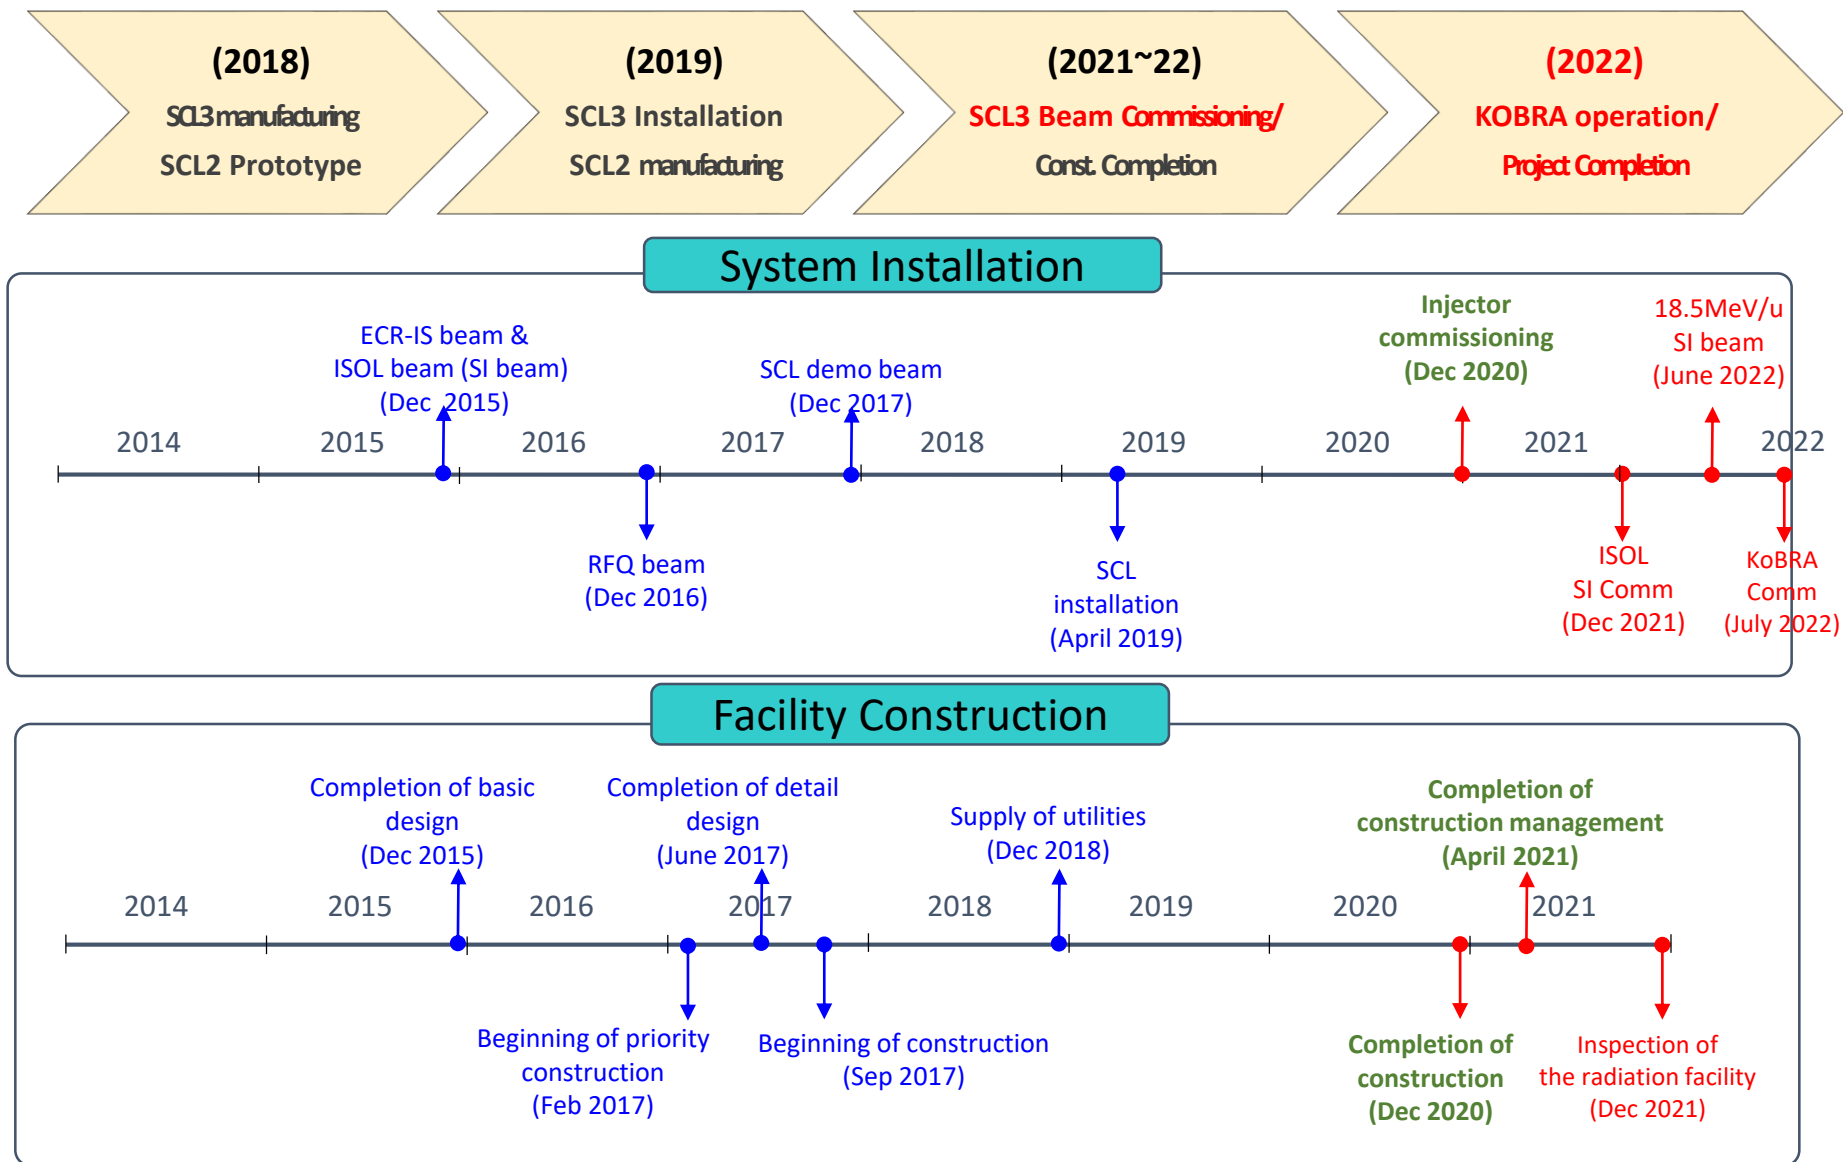 (2018)
SCL3 manufacturing
SCL2 Prototype
(2019)
SCL3 Installation
SCL2 manufacturing
(2021~22)
SCL3 Beam Commissioning/
Const. Completion
(2022)
KOBRA operation/
Project Completion
System Installation
ECR-IS beam &
ISOL beam (SI beam)
(Dec 2015)
SCL demo beam
(Dec 2017)
Injector
commissioning
(Dec 2020)
18.5MeV/u
SI beam
(June 2022)
2014
2015
2016
2017
2018
2019
2020
2021
2022
RFQ beam
(Dec 2016)
SCL
installation
(April 2019)
ISOL
SI Comm
(Dec 2021)
KoBRA
Comm
(July 2022)
Facility Construction
Completion of basic
design
(Dec 2015)
Completion of detail
design
(June 2017)
Supply of utilities
(Dec 2018)
Completion of
construction management
(April 2021)
2014
2015
2016
2017
2018
2019
2020
2021
Beginning of priority
construction
(Feb 2017)
Beginning of construction
(Sep 2017)
Completion of
construction
(Dec 2020)
Inspection of
the radiation facility
(Dec 2021)